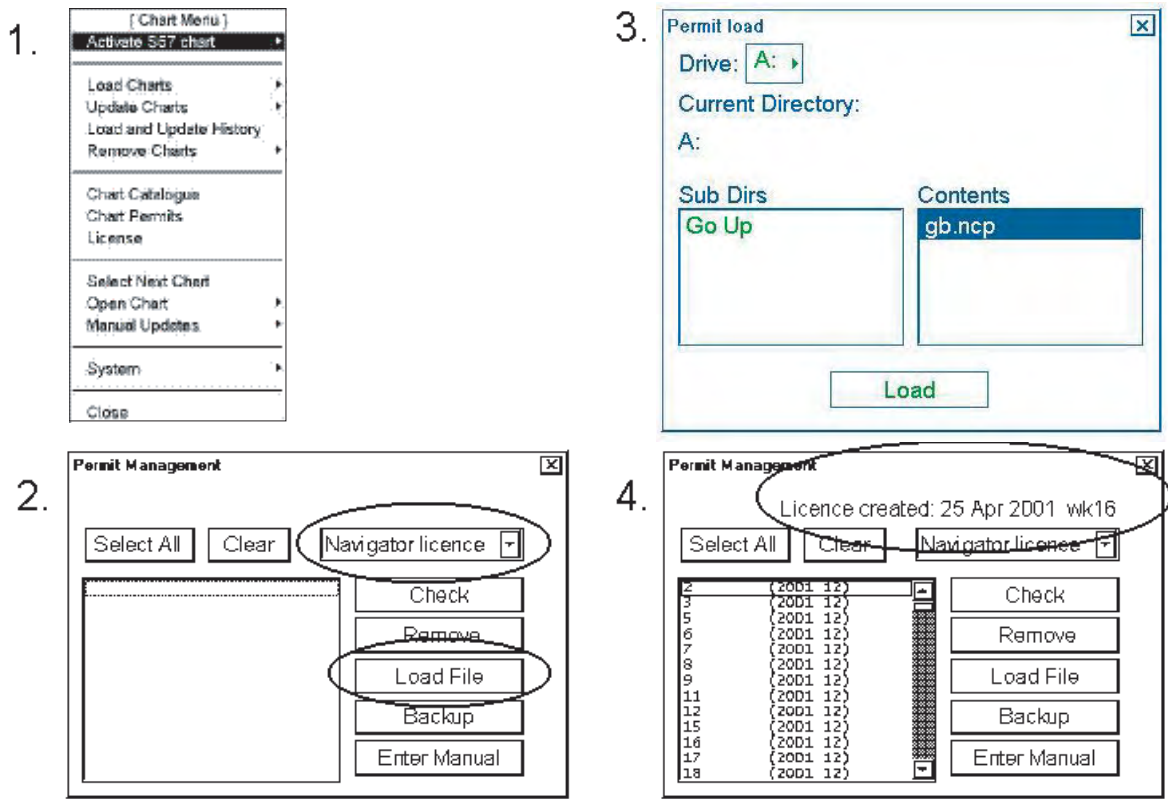 1.
[ Chart Menu ]
Activate S57 chart
Load Charts
Update Charts
Load and Update History
Remove Charts
Chart Catalogue
Chart Permits
License
Select Next Chart
Open Chart
Manual Updates
System
Close
2.
Permit Management
Select All Clear Navigator licence
Check
Remove
Load File
Backup
Enter Manual
3.
Permit load
Drive: A:
Current Directory:
A:
Sub Dirs Contents
Go Up gb.ncp
Load
4.
Permit Management
Licence created: 25 Apr 2001 wk16
Select All Clear Navigator licence
2 (2001 12)
3 (2001 12)
5 (2001 12)
6 (2001 12)
7 (2001 12)
8 (2001 12)
9 (2001 12)
11 (2001 12)
12 (2001 12)
15 (2001 12)
16 (2001 12)
17 (2001 12)
18 (2001 12)
Check
Remove
Load File
Backup
Enter Manual